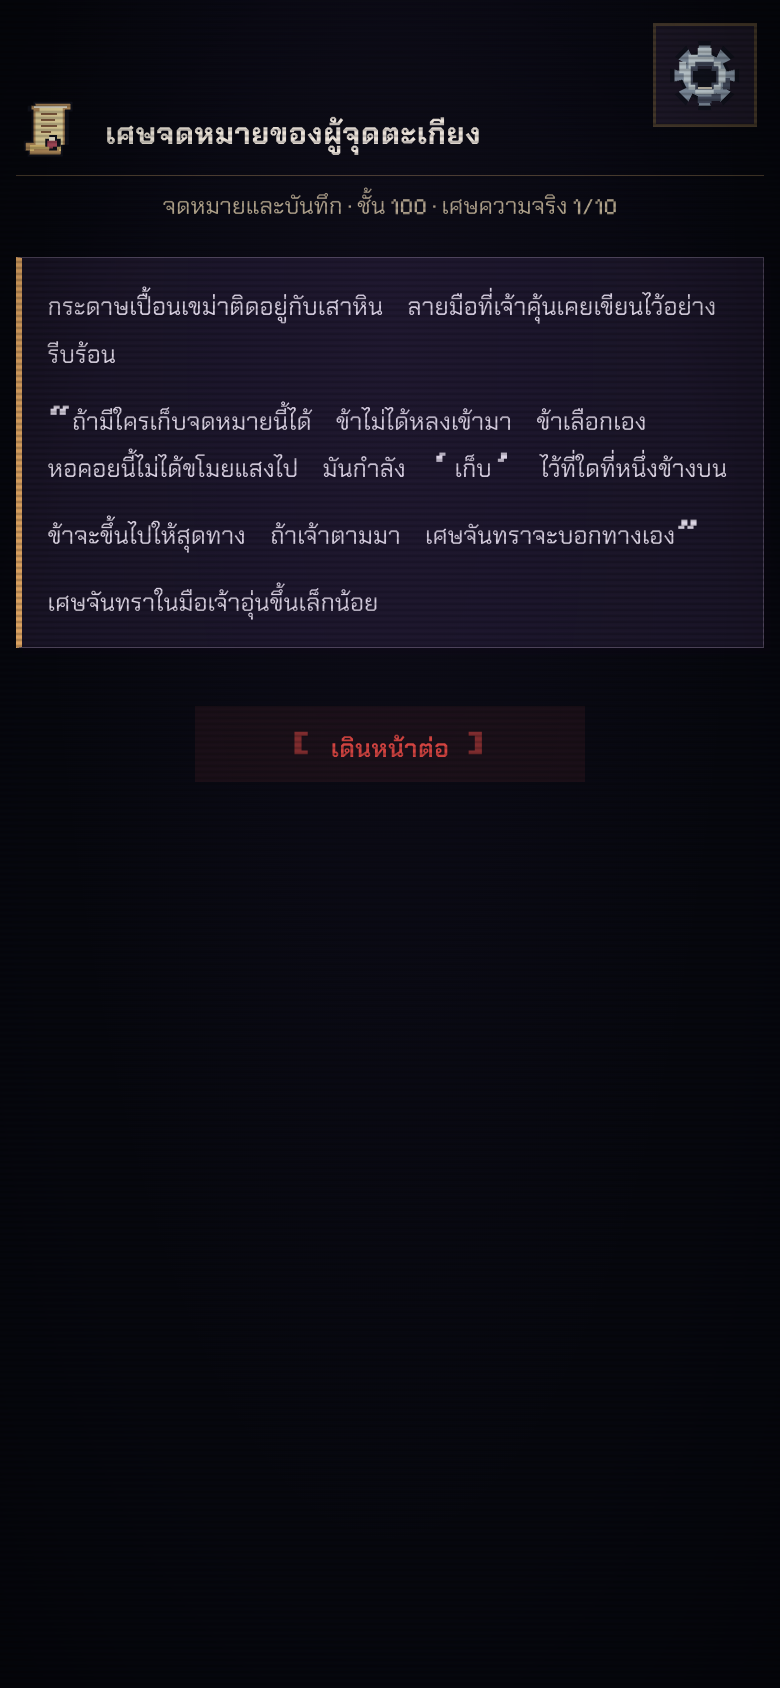 เศษจดหมายของผู้จุดตะเกียง
จดหมายและบันทึก · ชั้น 100 · เศษความจริง 1/10
กระดาษเปื้อนเขม่าติดอยู่กับเสาหิน ลายมือที่เจ้าคุ้นเคยเขียนไว้อย่าง
รีบร้อน
“ถ้ามีใครเก็บจดหมายนี้ได้ ข้าไม่ได้หลงเข้ามา ข้าเลือกเอง
หอคอยนี้ไม่ได้ขโมยแสงไป มันกำลัง ‘เก็บ’ ไว้ที่ใดที่หนึ่งข้างบน
ข้าจะขึ้นไปให้สุดทาง ถ้าเจ้าตามมา เศษจันทราจะบอกทางเอง”
เศษจันทราในมือเจ้าอุ่นขึ้นเล็กน้อย
[ เดินหน้าต่อ ]